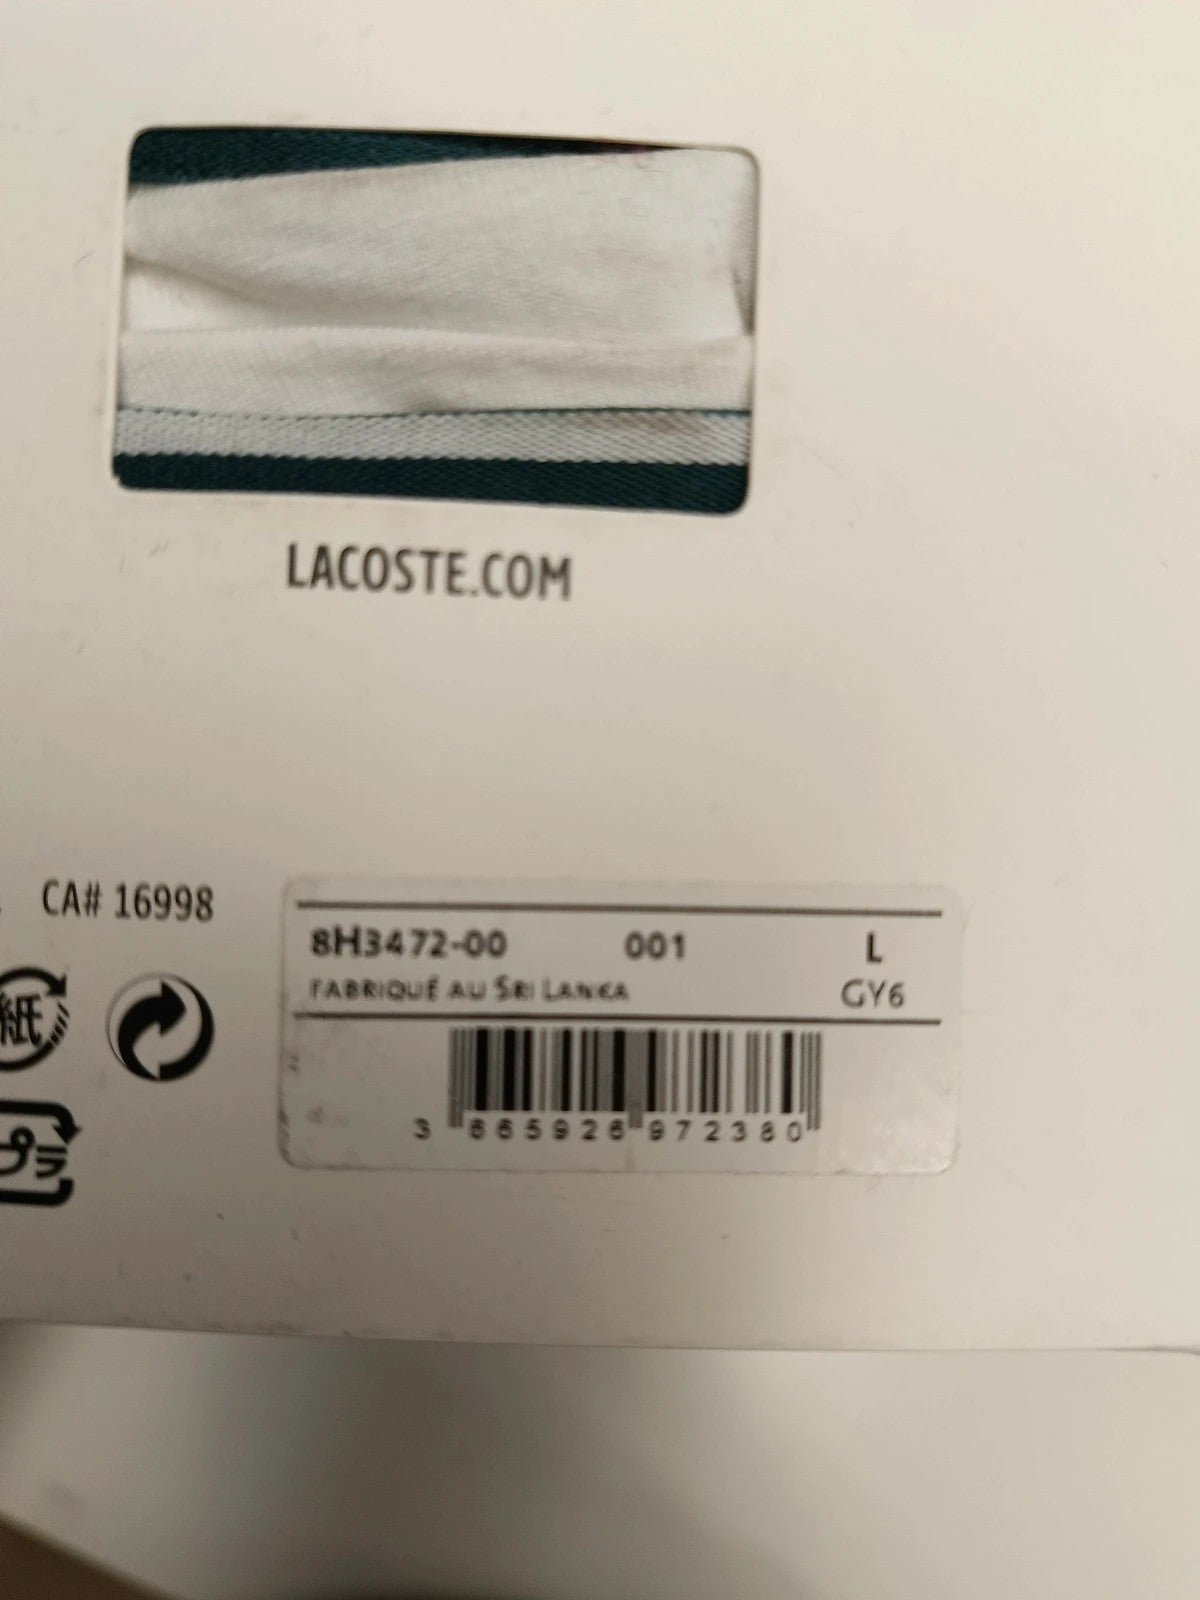 LACOSTE.COM
CA# 16998
8H3472-00 001 L
FABRIQUÉ AU SRI LANKA GY6
紙
プラ
3 665926 972380